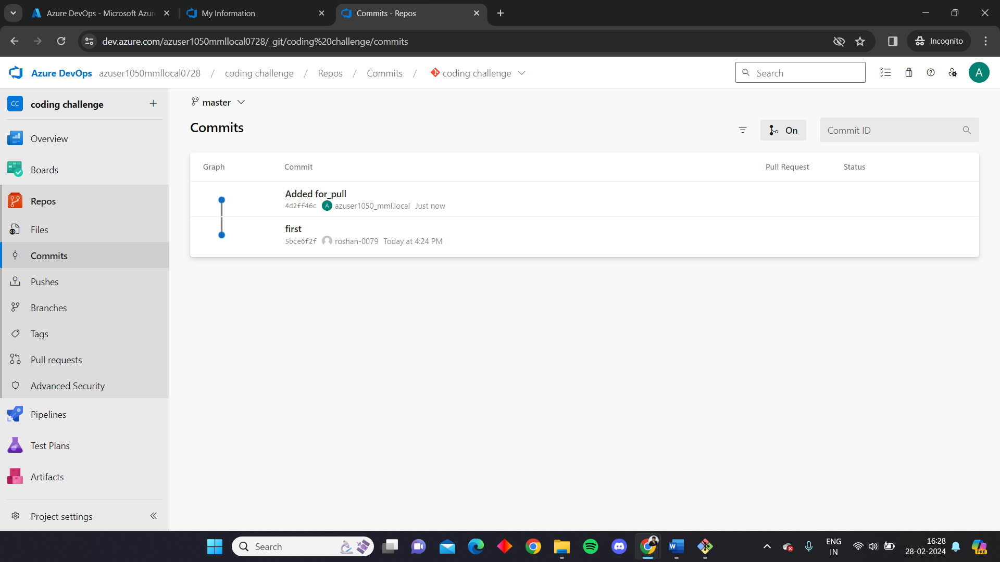 Azure DevOps - Microsoft Azur
My Information
Commits - Repos
dev.azure.com/azuser1050mmllocal0728/_git/coding%20challenge/commits
Incognito
Azure DevOps azuser1050mmllocal0728 / coding challenge / Repos / Commits / coding challenge
Search
A
CC coding challenge
master
Commits
On
Commit ID
Overview
Boards
Repos
Files
Commits
Pushes
Branches
Tags
Pull requests
Advanced Security
Pipelines
Test Plans
Artifacts
Project settings
Graph Commit Pull Request Status
Added for_pull
4d2ff46c A azuser1050_mml.local Just now
first
5bce6f2f roshan-0079 Today at 4:24 PM
Search
ENG
IN
16:28
28-02-2024
PRE